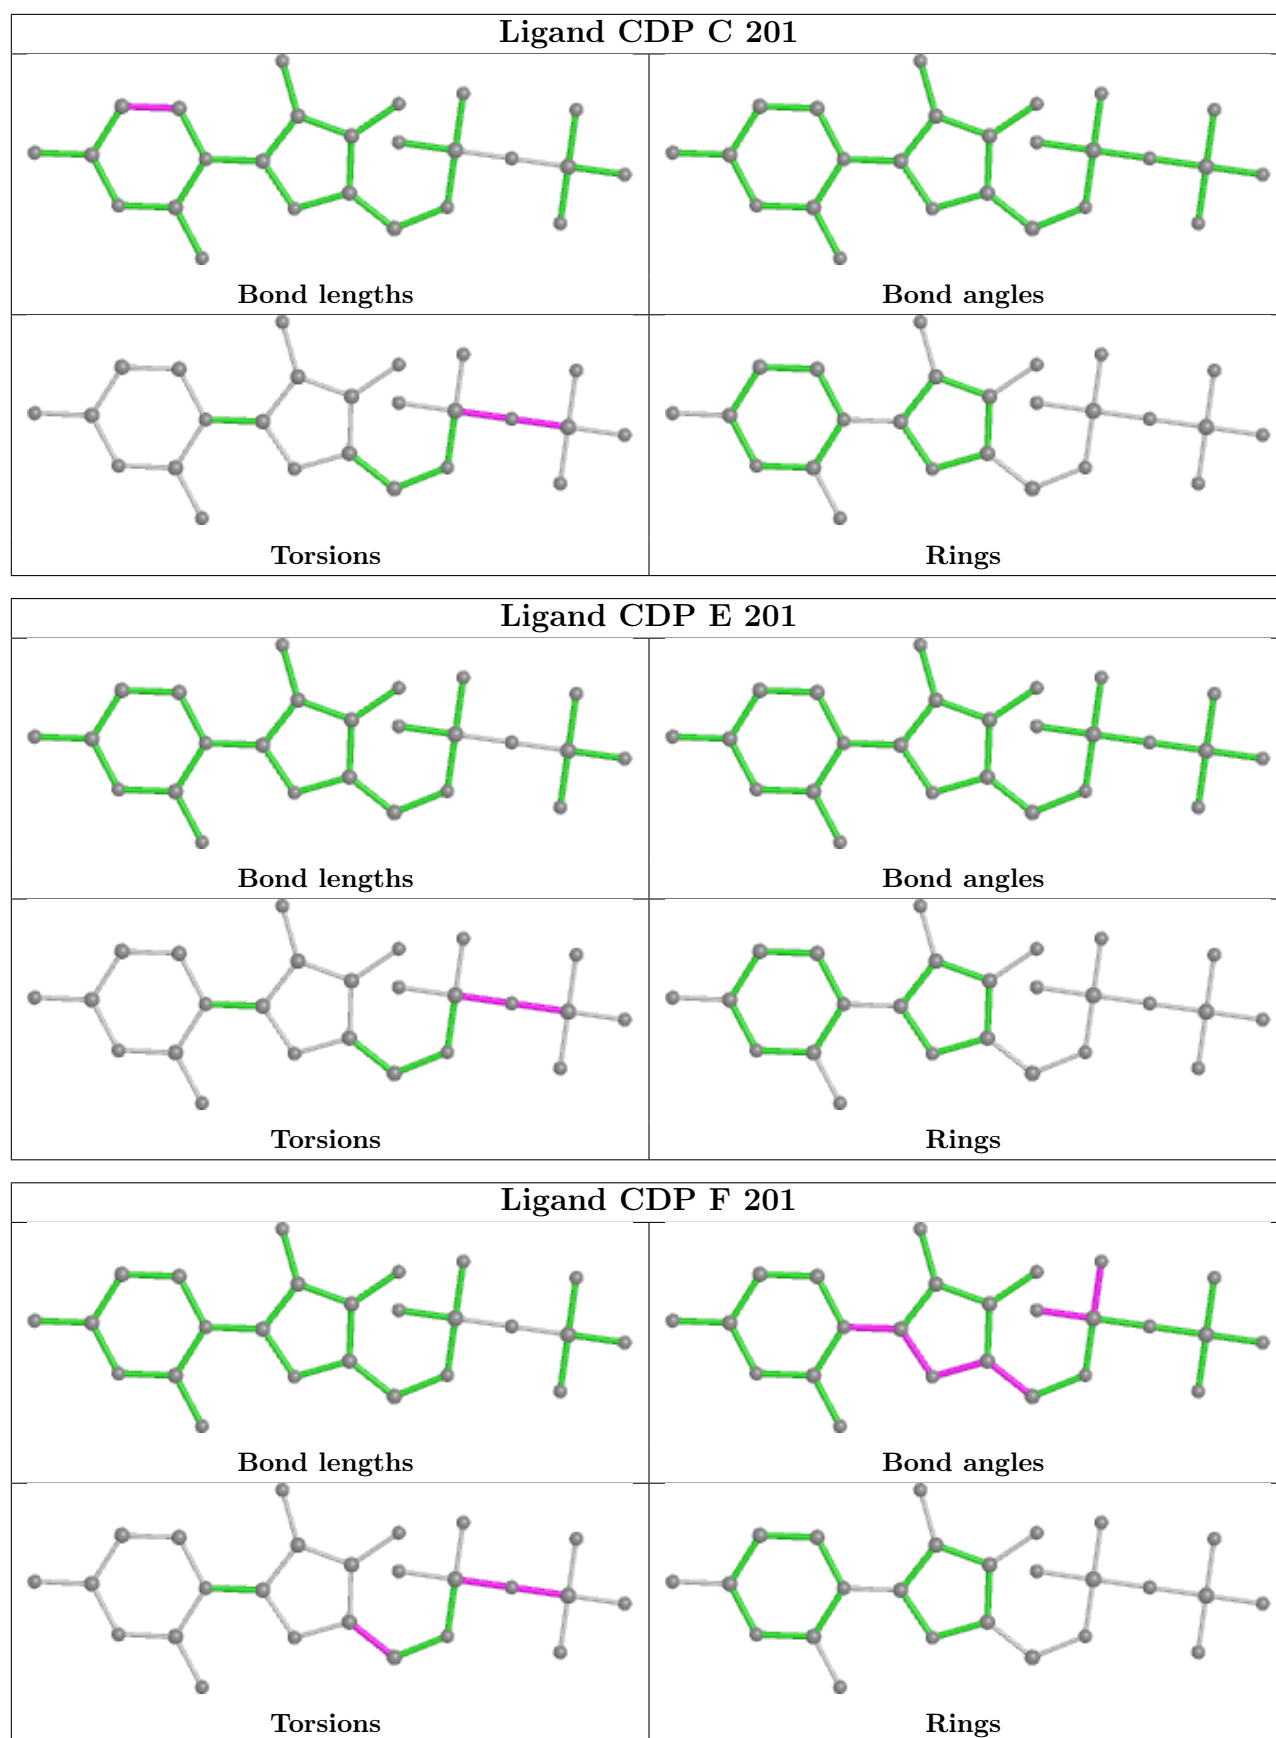 Ligand CDP C 201
Bond lengths
Bond angles
Torsions
Rings
Ligand CDP E 201
Bond lengths
Bond angles
Torsions
Rings
Ligand CDP F 201
Bond lengths
Bond angles
Torsions
Rings